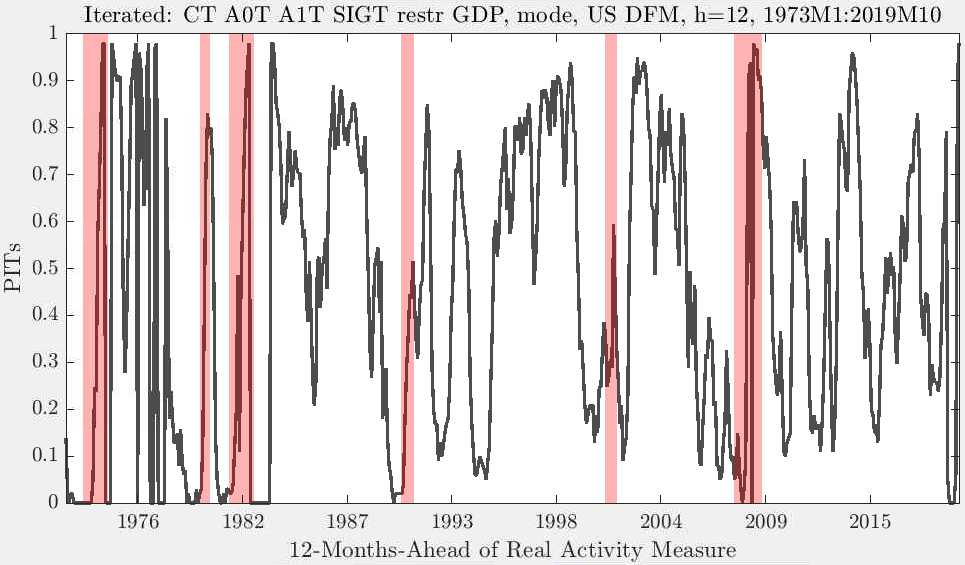 Iterated: CT A0T A1T SIGT restr GDP, mode, US DFM, h=12, 1973M1:2019M10
1
0.9
0.8
0.7
0.6
0.5
0.4
0.3
0.2
0.1
0
PITs
1976 1982 1987 1993 1998 2004 2009 2015
12-Months-Ahead of Real Activity Measure